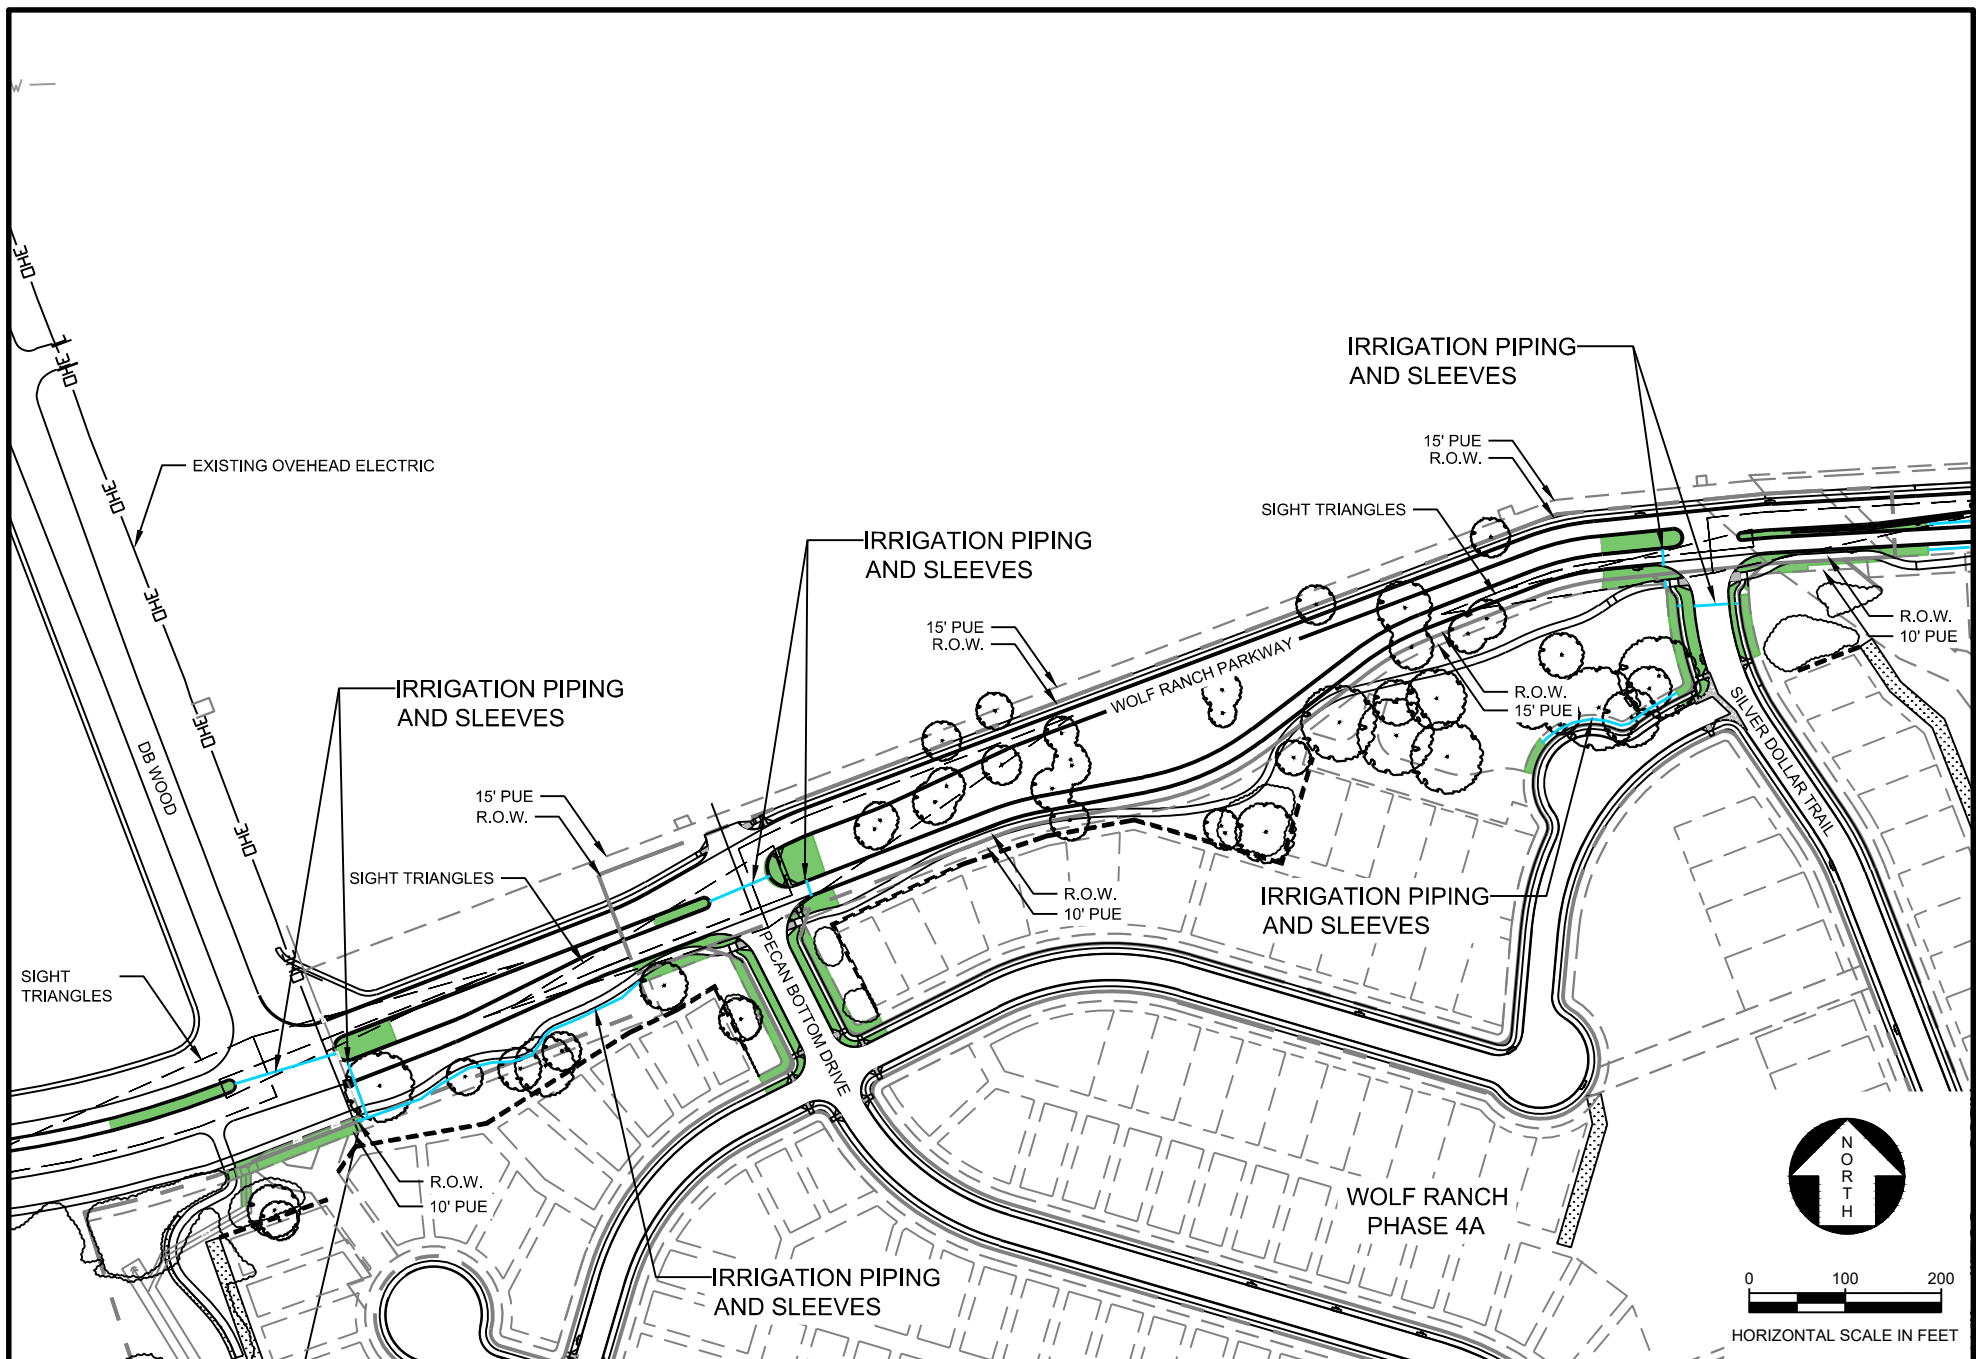 W
OHE
OHE
IRRIGATION PIPING
AND SLEEVES
15' PUE
R.O.W.
EXISTING OVEHEAD ELECTRIC
OHE
SIGHT TRIANGLES
IRRIGATION PIPING
AND SLEEVES
OHE
15' PUE
R.O.W.
R.O.W.
10' PUE
WOLF RANCH PARKWAY
IRRIGATION PIPING
AND SLEEVES
R.O.W.
15' PUE
OHE
DB WOOD
SILVER DOLLAR TRAIL
15' PUE
R.O.W.
OHE
SIGHT TRIANGLES
R.O.W.
10' PUE
IRRIGATION PIPING
AND SLEEVES
OHE
SIGHT
TRIANGLES
PECAN BOTTOM DRIVE
R.O.W.
10' PUE
WOLF RANCH
PHASE 4A
NORTH
IRRIGATION PIPING
AND SLEEVES
0 100 200
HORIZONTAL SCALE IN FEET